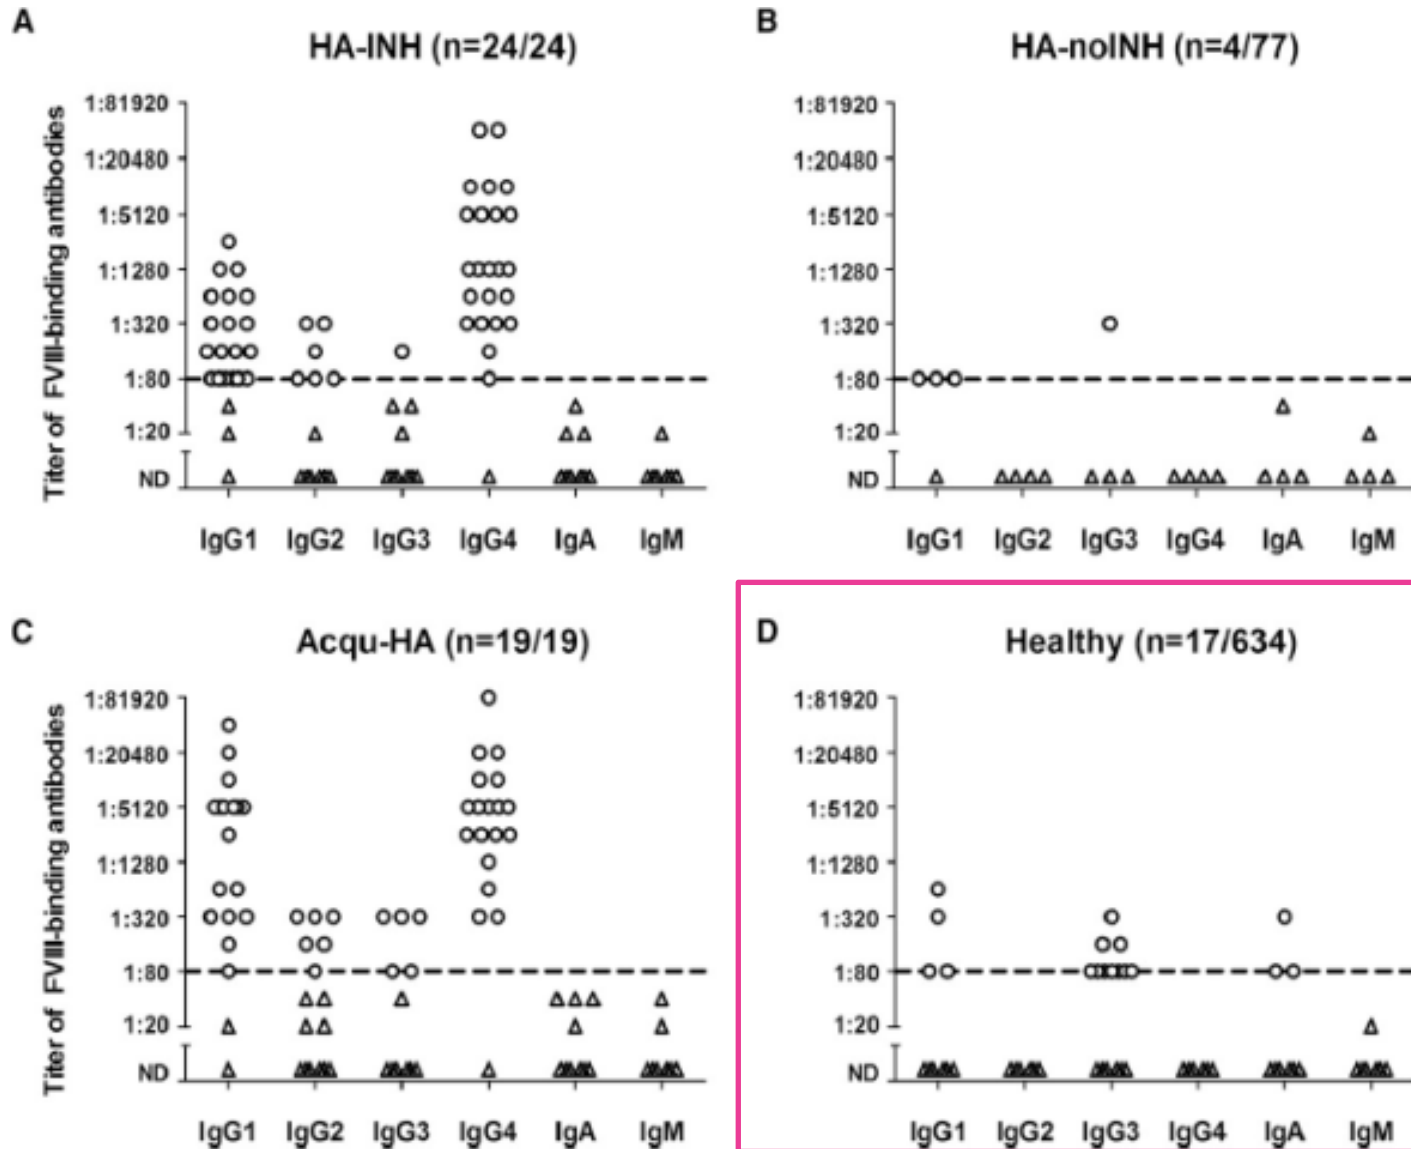 A
HA-INH (n=24/24)
Titer of FVIII-binding antibodies
1:81920
1:20480
1:5120
1:1280
1:320
1:80
1:20
ND
IgG1 IgG2 IgG3 IgG4 IgA IgM
B
HA-noINH (n=4/77)
1:81920
1:20480
1:5120
1:1280
1:320
1:80
1:20
ND
IgG1 IgG2 IgG3 IgG4 IgA IgM
C
Acqu-HA (n=19/19)
Titer of FVIII-binding antibodies
1:81920
1:20480
1:5120
1:1280
1:320
1:80
1:20
ND
IgG1 IgG2 IgG3 IgG4 IgA IgM
D
Healthy (n=17/634)
1:81920
1:20480
1:5120
1:1280
1:320
1:80
1:20
ND
IgG1 IgG2 IgG3 IgG4 IgA IgM